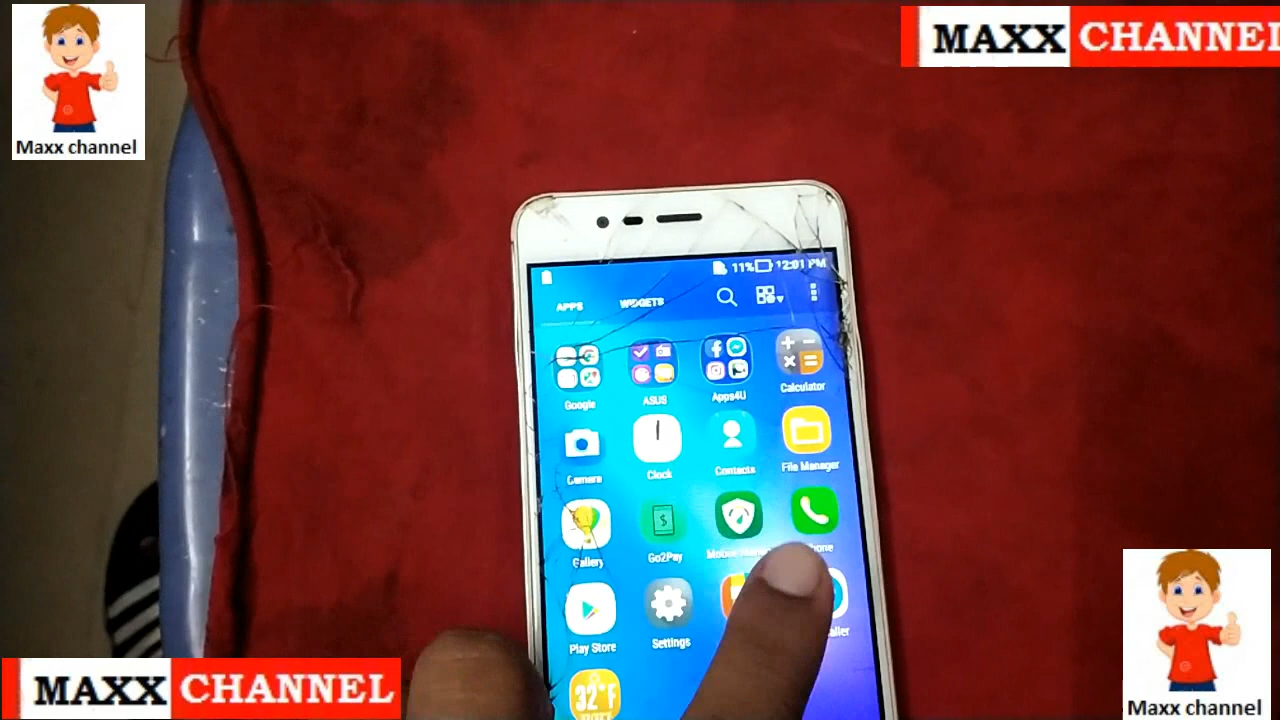 Maxx channel
MAXX CHANNEL
11% 12:01 PM
APPS WIDGETS
Google ASUS Apps4U Calculator
Camera Clock Contacts File Manager
Gallery Go2Pay Mobile
Play Store Settings
32°F
MAXX CHANNEL
Maxx channel